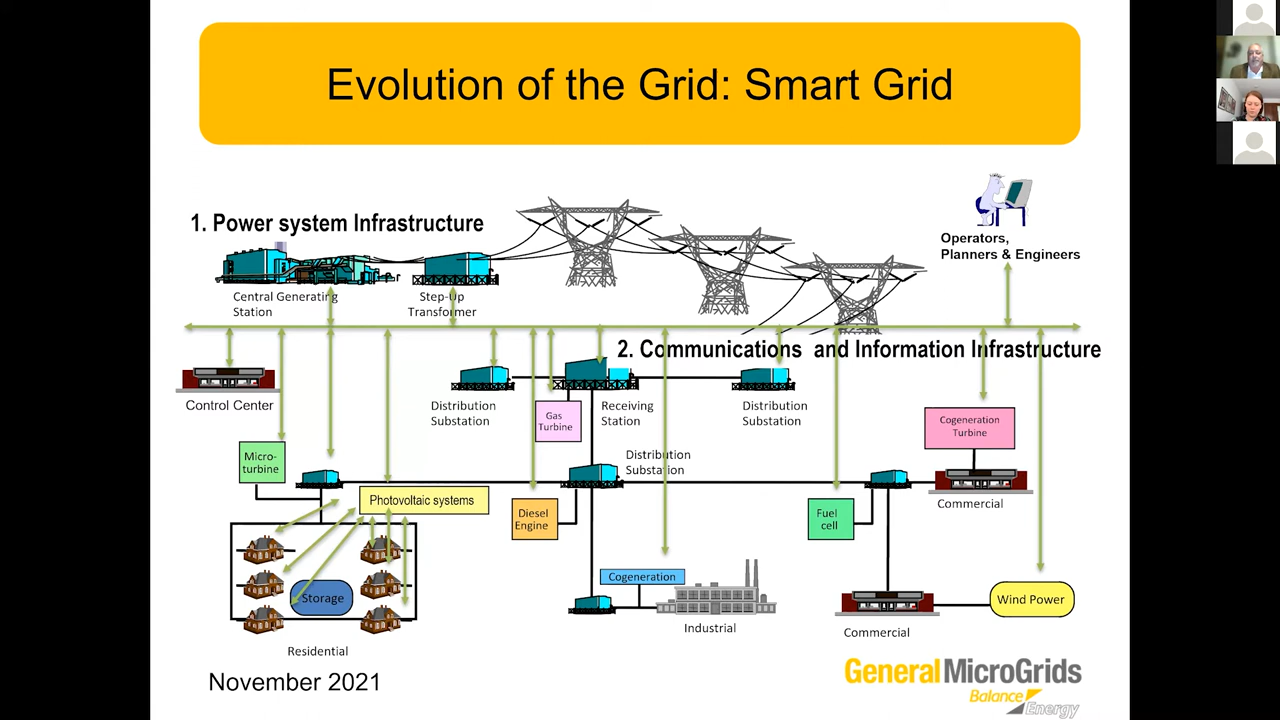 Evolution of the Grid: Smart Grid
1. Power system Infrastructure
Operators,
Planners & Engineers
Central Generating
Station
Step-Up
Transformer
2. Communications and Information Infrastructure
Control Center
Distribution
Substation
Gas
Turbine
Receiving
Station
Distribution
Substation
Cogeneration
Turbine
Micro-
turbine
Distribution
Substation
Photovoltaic systems
Diesel
Engine
Fuel
cell
Commercial
Cogeneration
Storage
Wind Power
Industrial
Commercial
Residential
November 2021
General MicroGrids
Balance
Energy